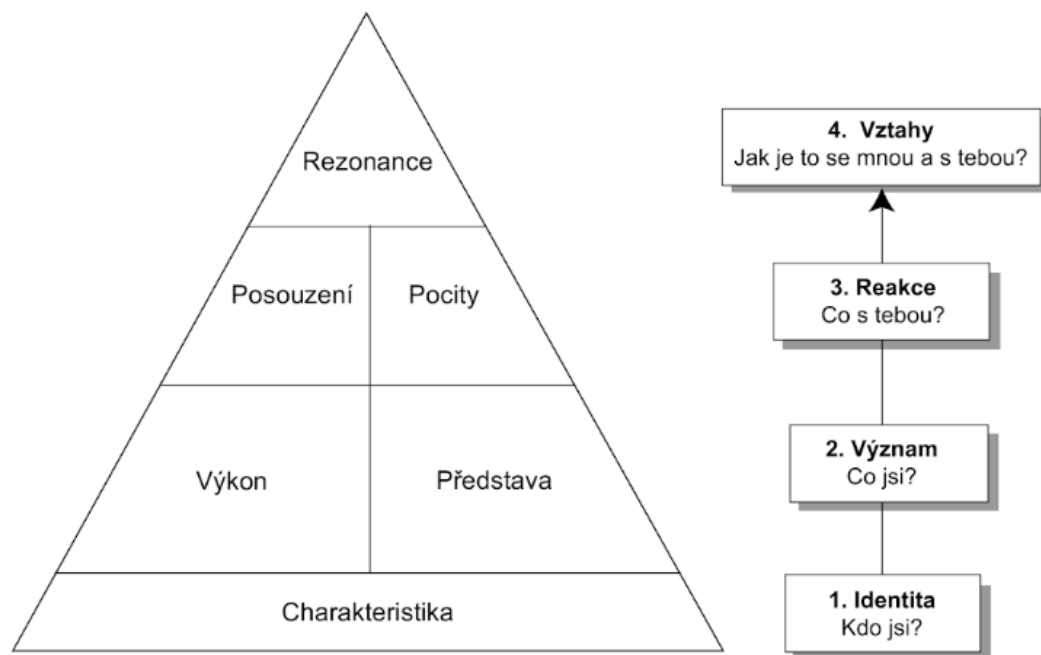 Rezonance
Posouzení
Pocity
Výkon
Představa
Charakteristika
4. Vztahy
Jak je to se mnou a s tebou?
3. Reakce
Co s tebou?
2. Význam
Co jsi?
1. Identita
Kdo jsi?